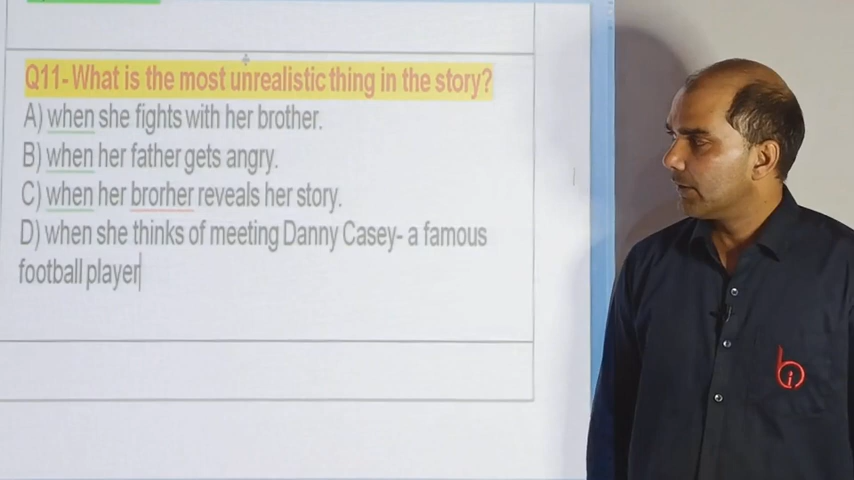 Q11- What is the most unrealistic thing in the story?
A) when she fights with her brother.
B) when her father gets angry.
C) when her brorher reveals her story.
D) when she thinks of meeting Danny Casey- a famous
football player
bi